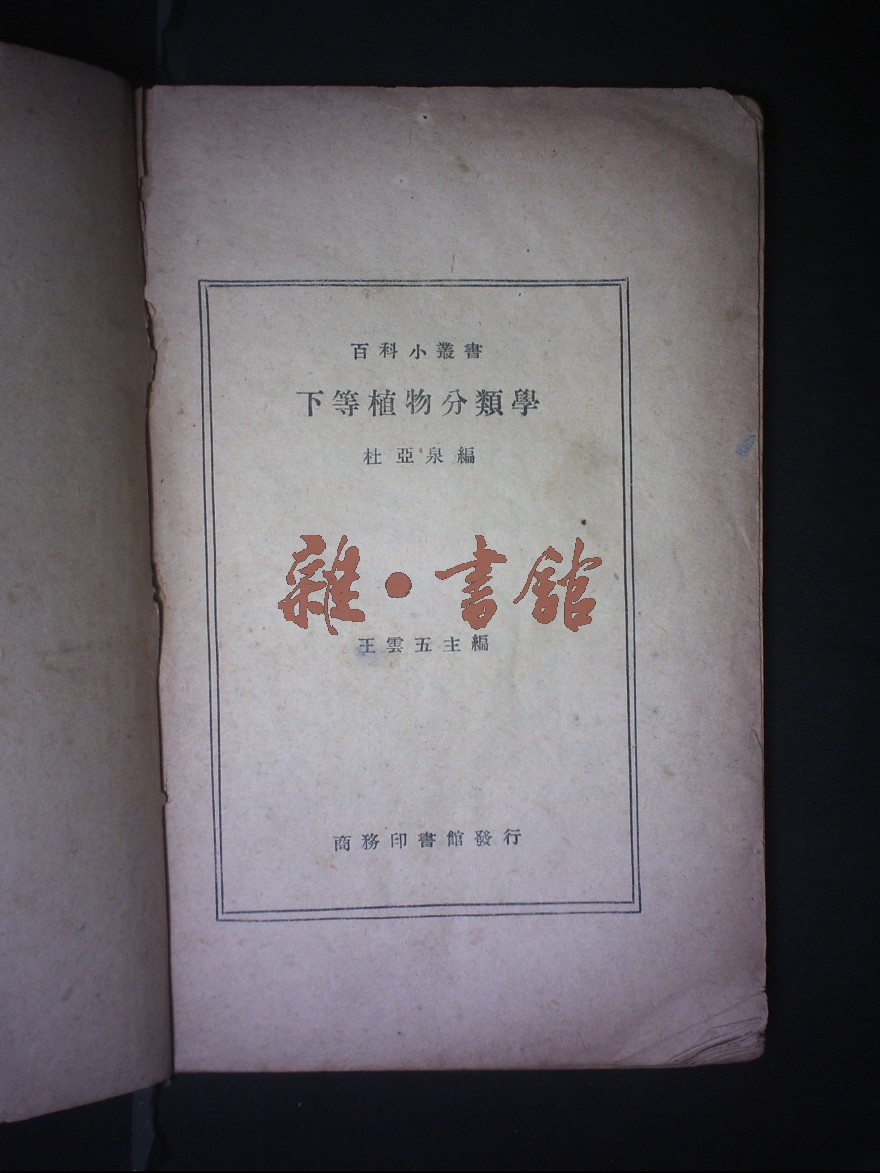 百科小叢書
下等植物分類學
杜亞泉編
雜·書館
王雲五主編
商務印書館發行